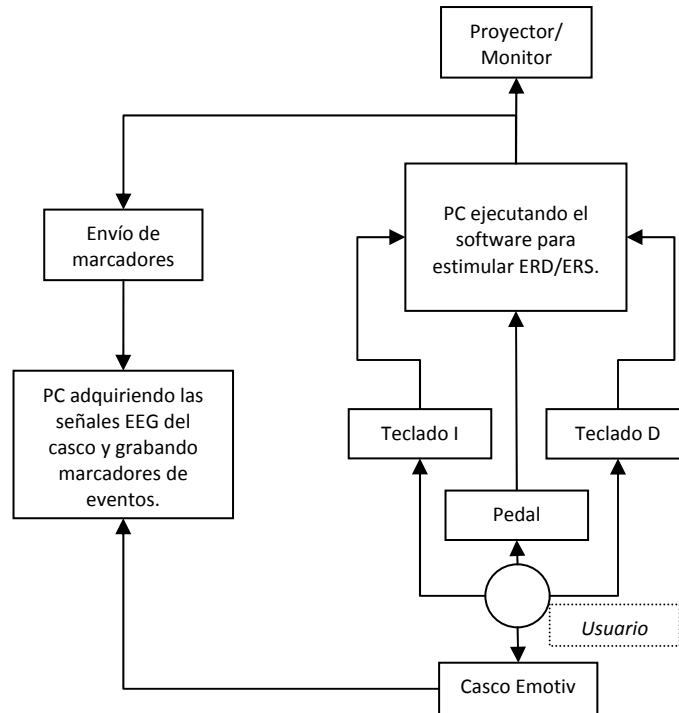 Proyector/
Monitor
Envío de
marcadores
PC ejecutando el
software para
estimular ERD/ERS.
PC adquiriendo las
señales EEG del
casco y grabando
marcadores de
eventos.
Teclado I
Teclado D
Pedal
Usuario
Casco Emotiv